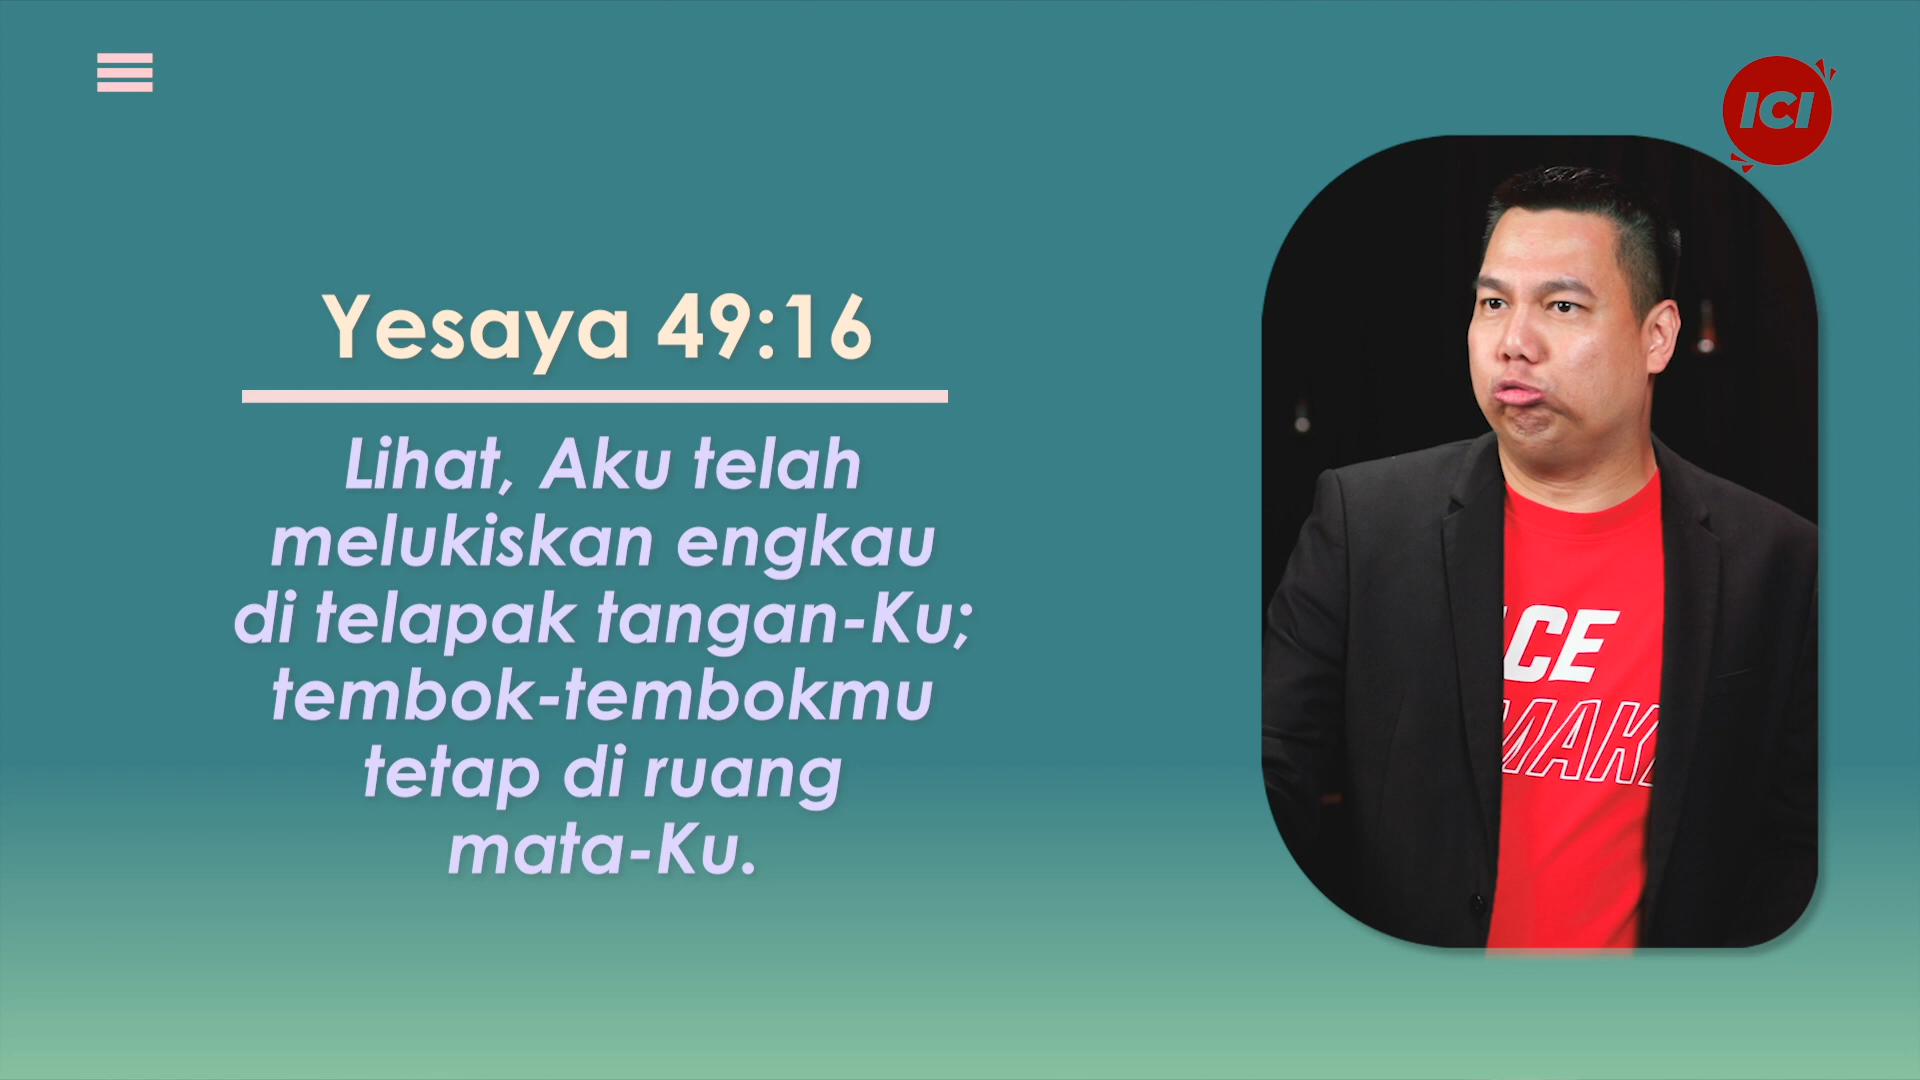 ICI
Yesaya 49:16
Lihat, Aku telah
melukiskan engkau
di telapak tangan-Ku;
tembok-tembokmu
tetap di ruang
mata-Ku.